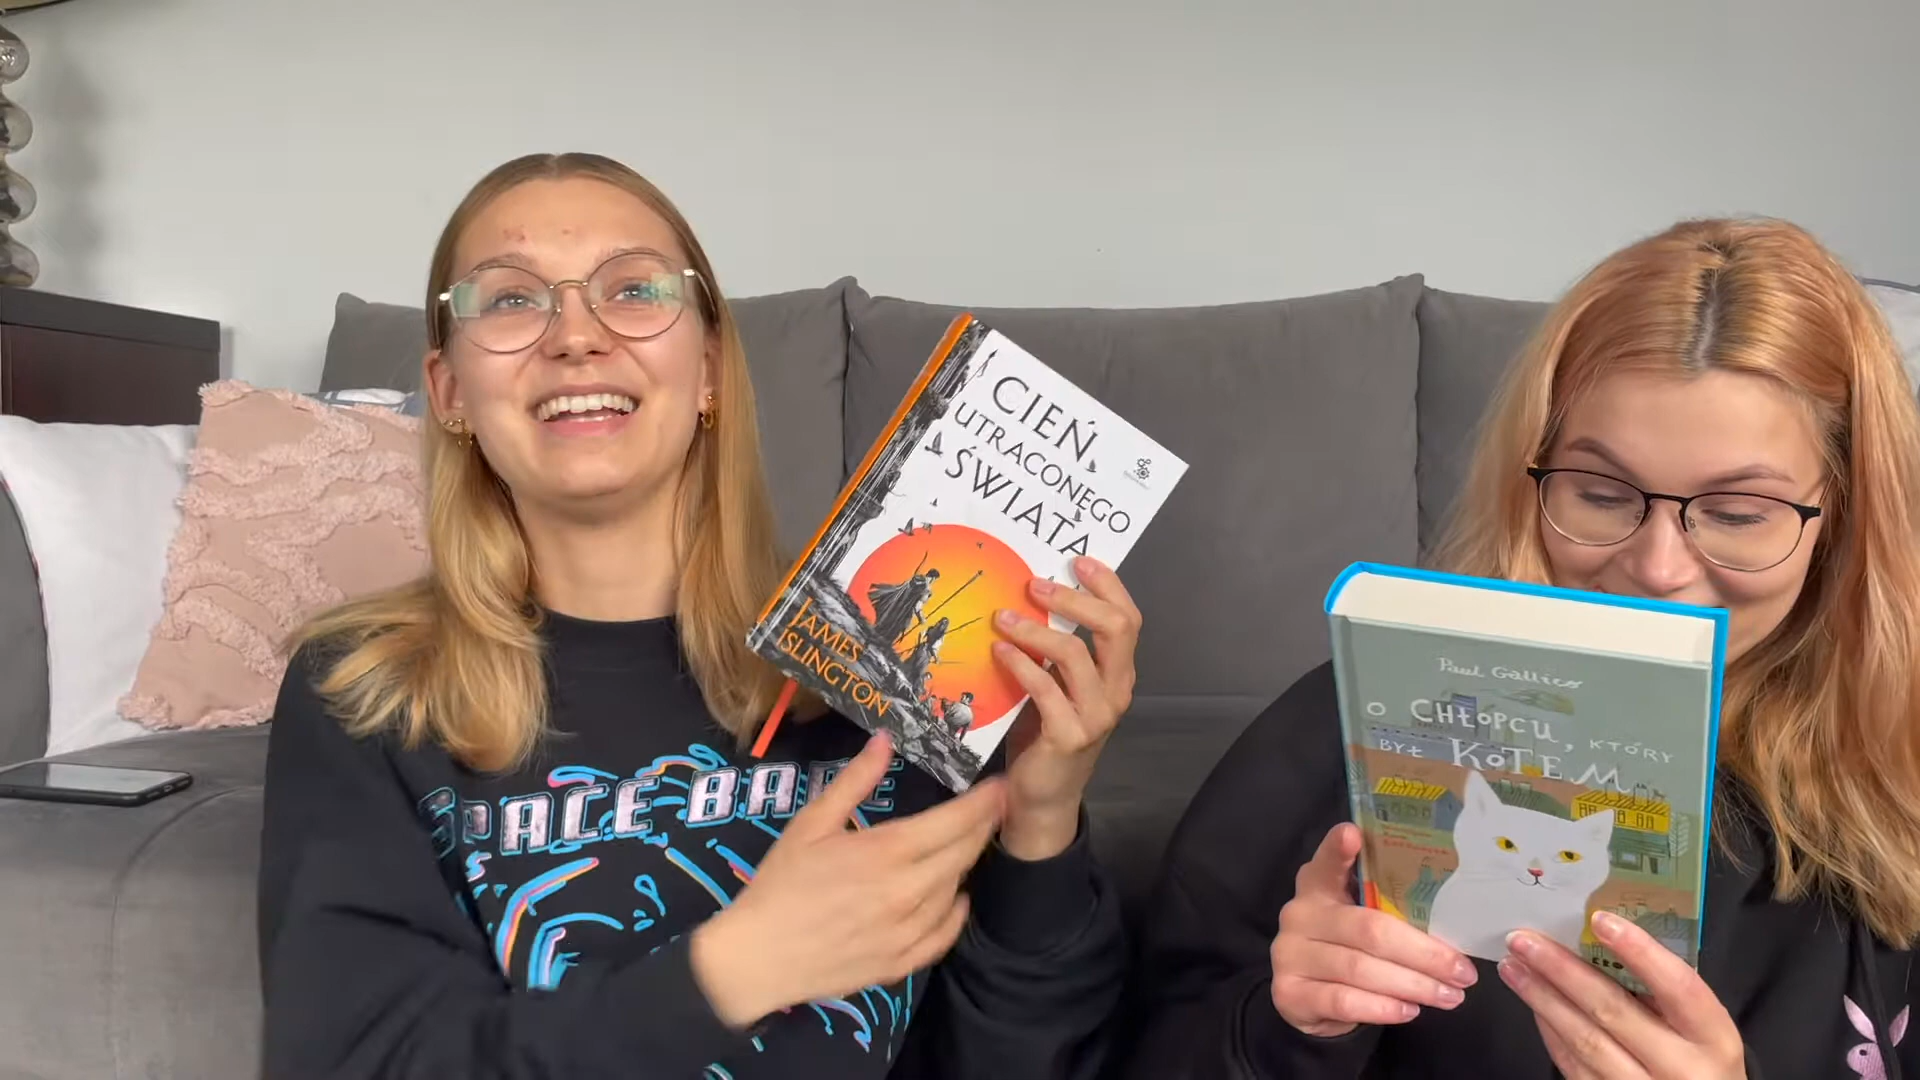 CIEŃ
UTRACONEGO
ŚWIATA
JAMES
ISLINGTON
SPACE BABE
Paul Gallico
O CHŁOPCU, KTÓRY
BYŁ KOTEM